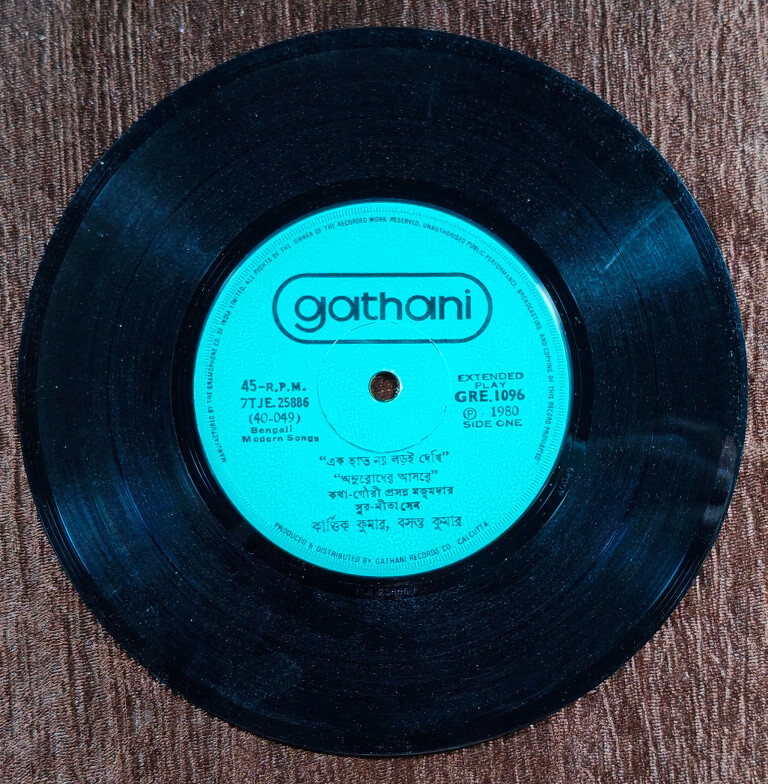 MANUFACTURED BY THE GRAMOPHONE CO. OF INDIA LIMITED. ALL RIGHTS OF THE OWNER OF THE RECORDED WORK RESERVED. UNAUTHORISED PUBLIC PERFORMANCE, BROADCASTING AND COPYING OF THIS RECORD PROHIBITED
gathani
45-R.P.M.
7TJE.25886
(40-049)
Bengali
Modern Songs
EXTENDED
PLAY
GRE.1096
℗ 1980
SIDE ONE
“এক হাত নয় লড়ই দেখি”
“অনুরোধের আসরে”
কথা-গৌরী প্রসন্ন মজুমদার
সুর-নীতা সেন
কার্ত্তিক কুমার, বসন্ত কুমার
PRODUCED & DISTRIBUTED BY GATHANI RECORDS CO. CALCUTTA